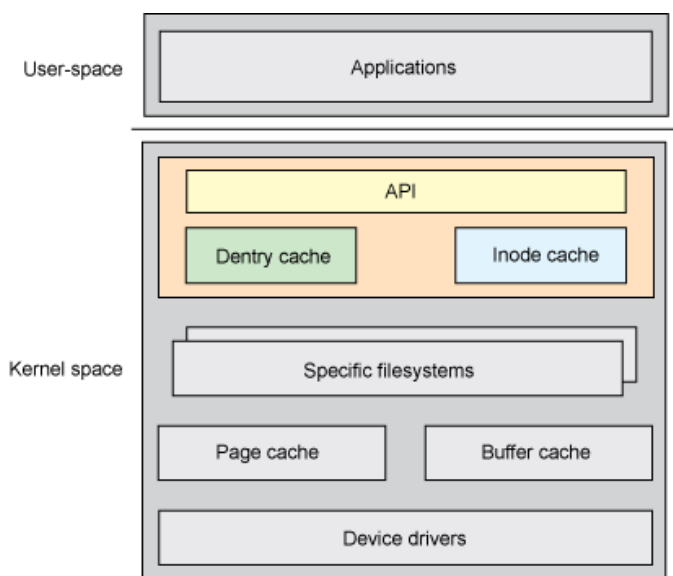 User-space
Applications
API
Dentry cache
Inode cache
Kernel space
Specific filesystems
Page cache
Buffer cache
Device drivers